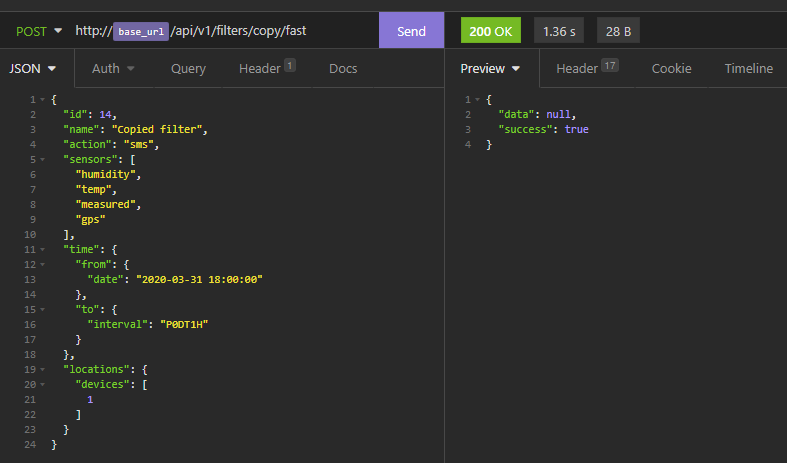 POST http://base_url/api/v1/filters/copy/fast Send 200 OK 1.36 s 28 B
JSON Auth Query Header 1 Docs Preview Header 17 Cookie Timeline
1 {
2 "id": 14,
3 "name": "Copied filter",
4 "action": "sms",
5 "sensors": [
6 "humidity",
7 "temp",
8 "measured",
9 "gps"
10 ],
11 "time": {
12 "from": {
13 "date": "2020-03-31 18:00:00"
14 },
15 "to": {
16 "interval": "P0DT1H"
17 }
18 },
19 "locations": {
20 "devices": [
21 1
22 ]
23 }
24 }
1 {
2 "data": null,
3 "success": true
4 }